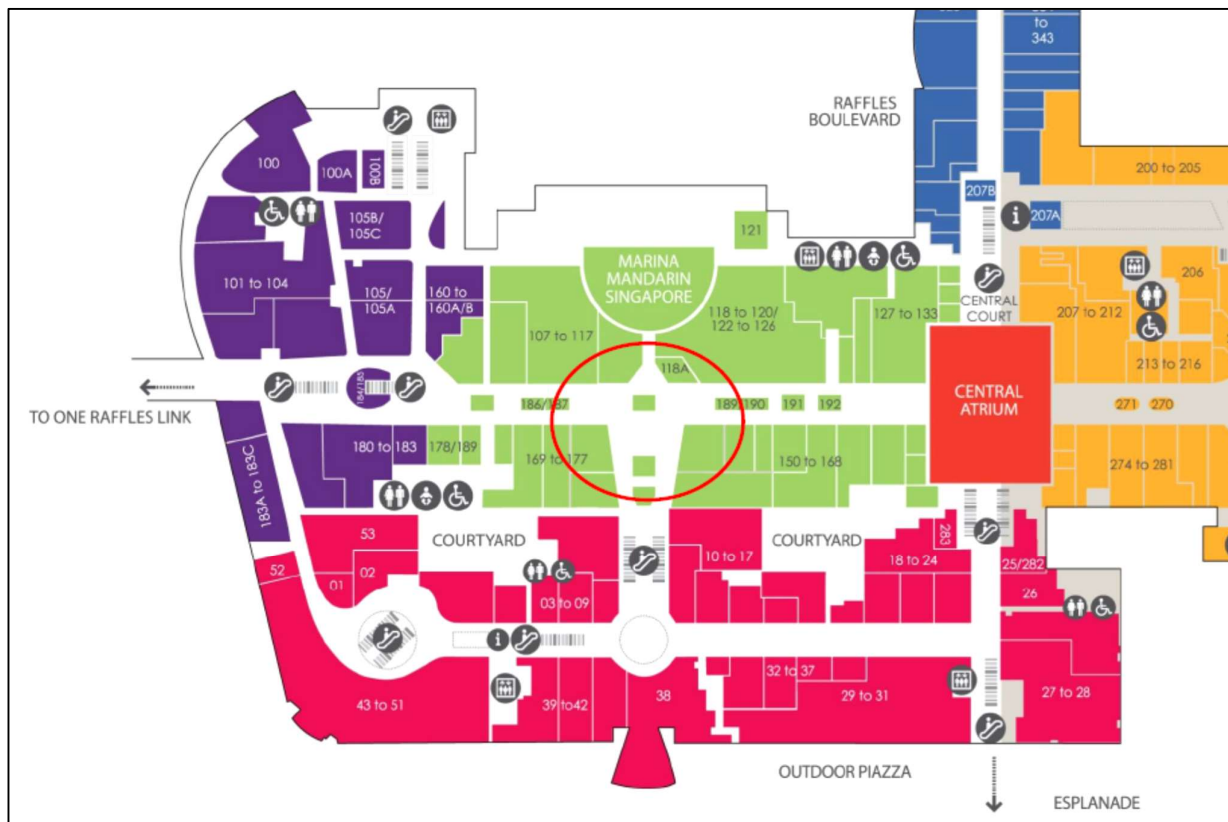 to
343
RAFFLES
BOULEVARD
100
100A
100B
200 to 205
207B
207A
i
105B/
105C
121
MARINA
MANDARIN
SINGAPORE
101 to 104
105/
105A
160 to
160A/B
206
CENTRAL
COURT
118 to 120/
122 to 126
127 to 133
207 to 212
107 to 117
213 to 216
118A
184/185
CENTRAL
ATRIUM
TO ONE RAFFLES LINK
186/187
189/190
191
192
271
270
180 to 183
178/189
169 to 177
150 to 168
274 to 281
183A to 183C
53
COURTYARD
COURTYARD
283
52
01
02
10 to 17
18 to 24
25/282
26
03 to 09
i
32 to 37
43 to 51
39 to42
38
29 to 31
27 to 28
OUTDOOR PIAZZA
ESPLANADE